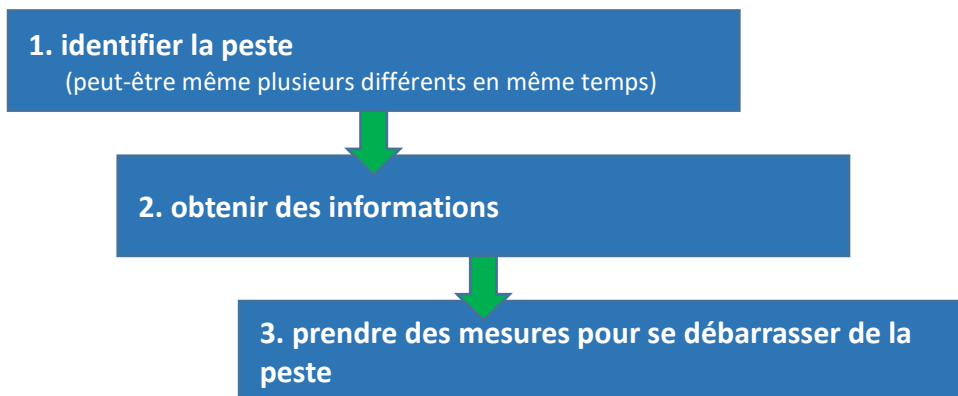 1. identifier la peste
(peut-être même plusieurs différents en même temps)
2. obtenir des informations
3. prendre des mesures pour se débarrasser de la
peste